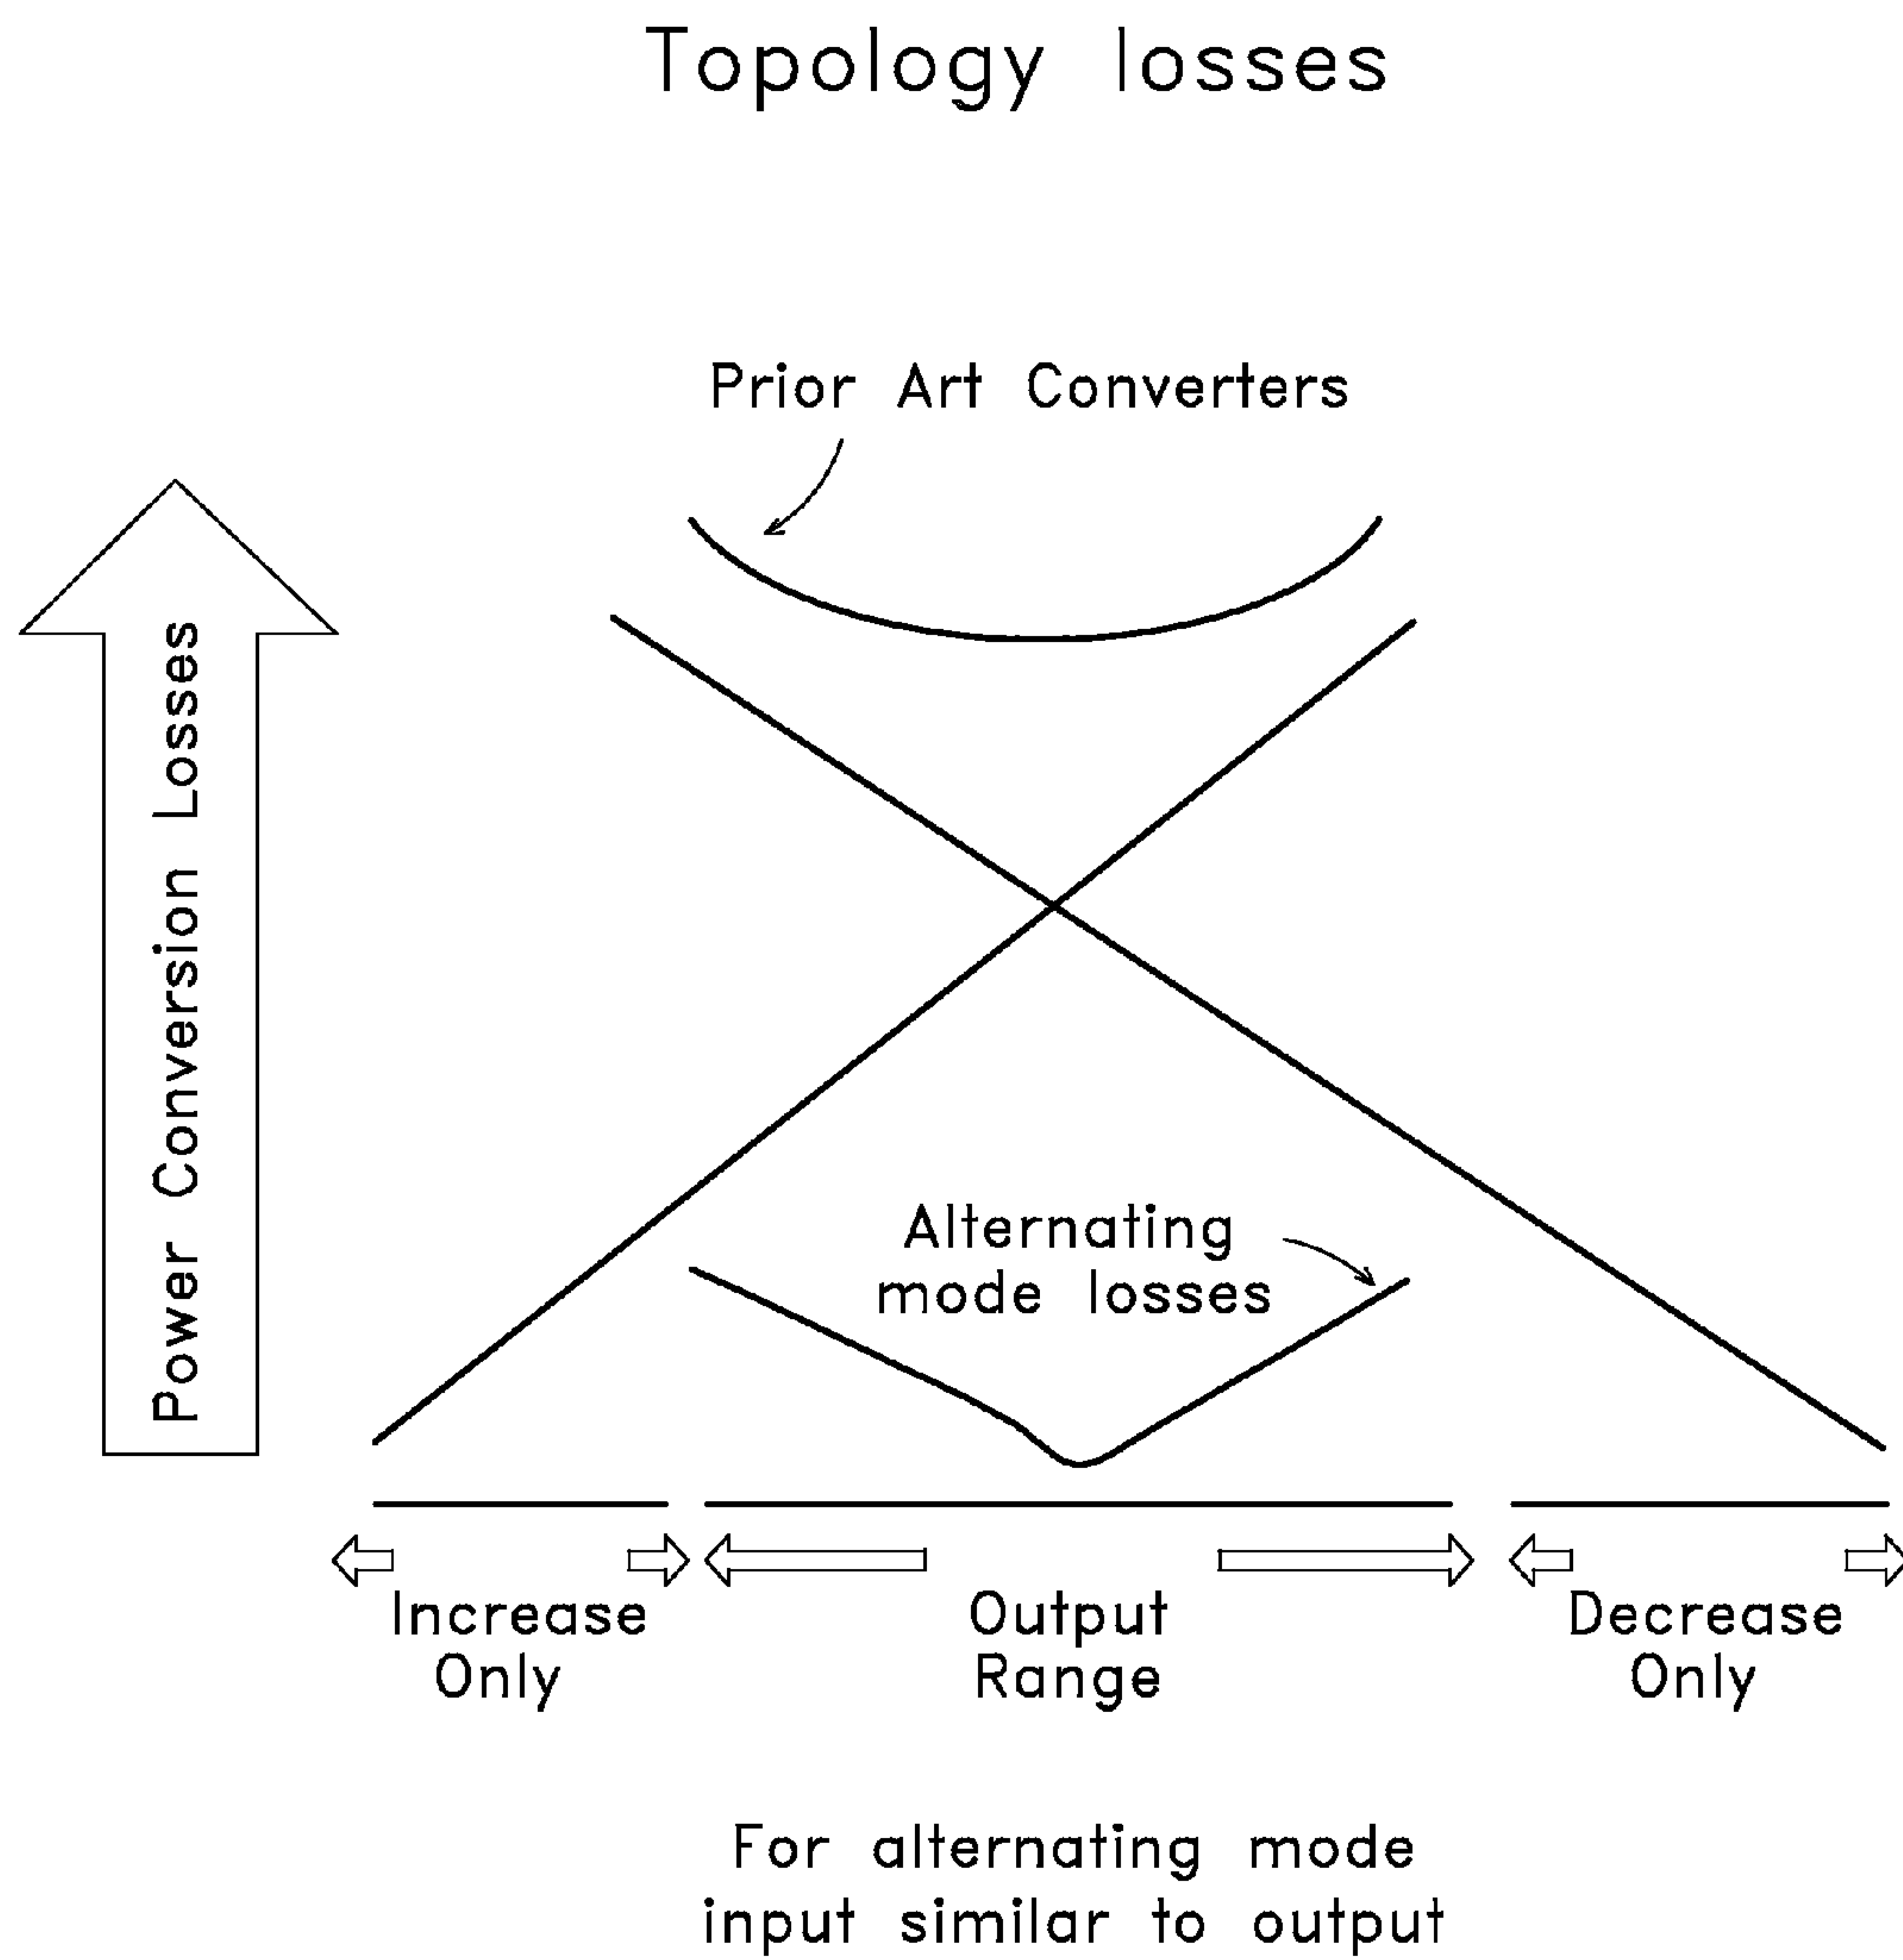 Topology losses
Prior Art Converters
Power Conversion Losses
Alternating
mode losses
Increase
Only
Output
Range
Decrease
Only
For alternating mode
input similar to output